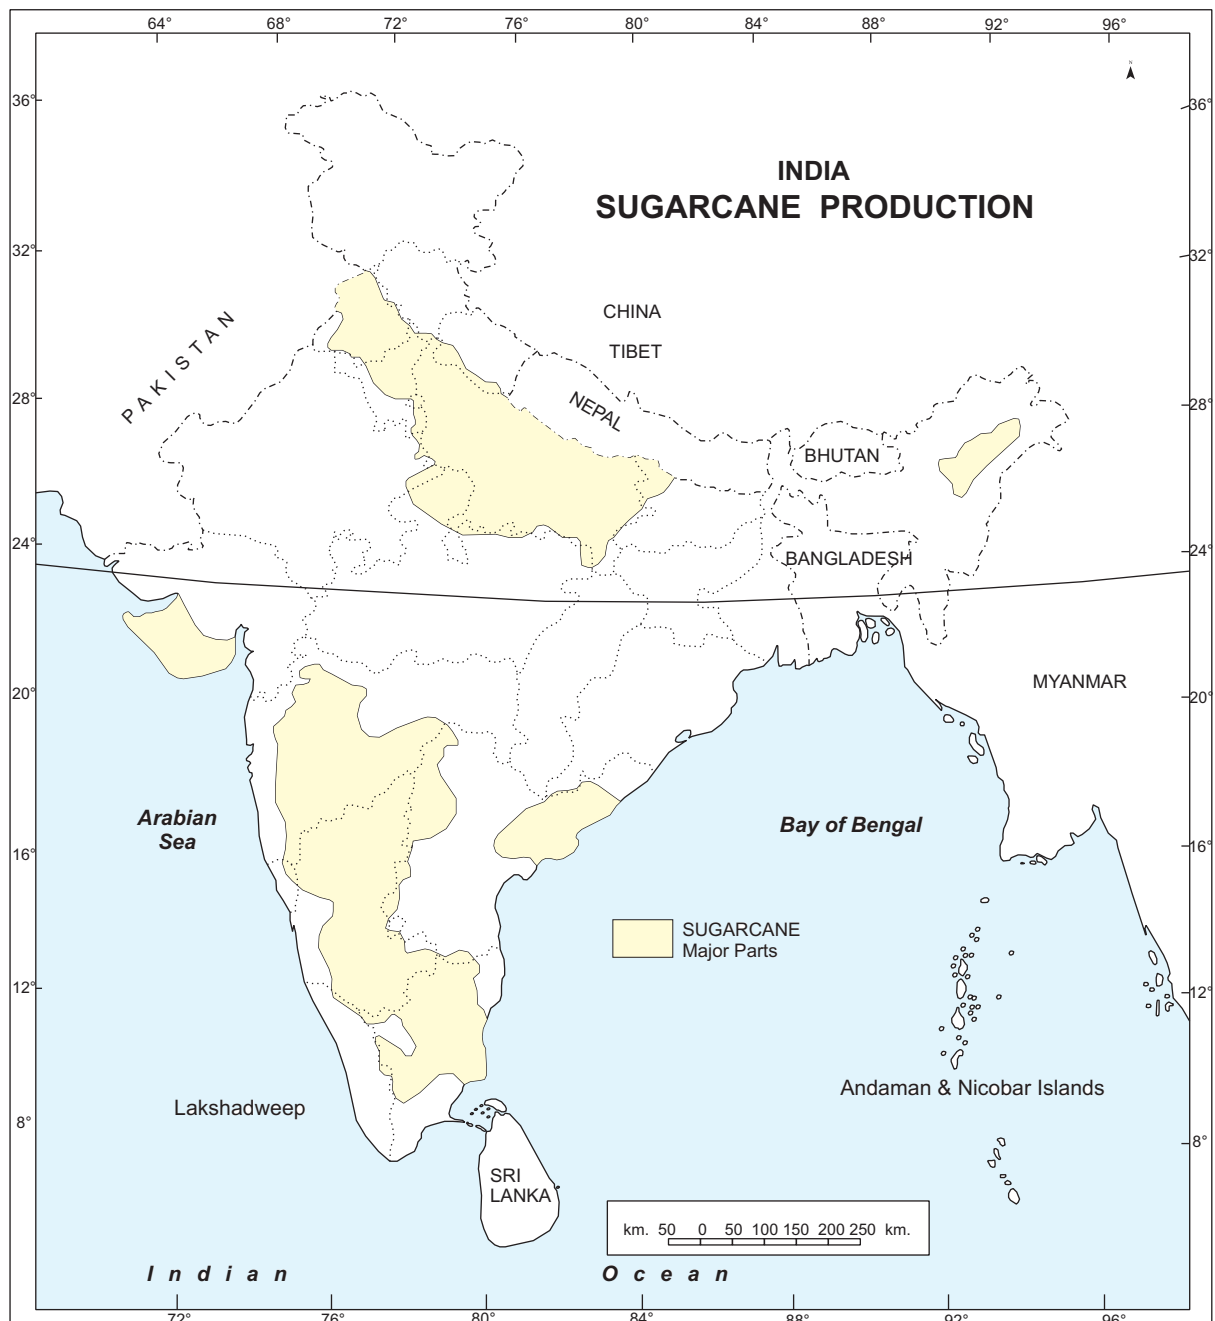 64° 68° 72° 76° 80° 84° 88° 92° 96°
N
36° 36°
INDIA
SUGARCANE PRODUCTION
32° 32°
CHINA
TIBET
PAKISTAN
NEPAL
28° 28°
BHUTAN
24° 24°
BANGLADESH
20° 20°
MYANMAR
Arabian
Sea
Bay of Bengal
16° 16°
SUGARCANE
Major Parts
12° 12°
Andaman & Nicobar Islands
Lakshadweep
8° 8°
SRI
LANKA
km. 50 0 50 100 150 200 250 km.
Indian Ocean
72° 76° 80° 84° 88° 92° 96°